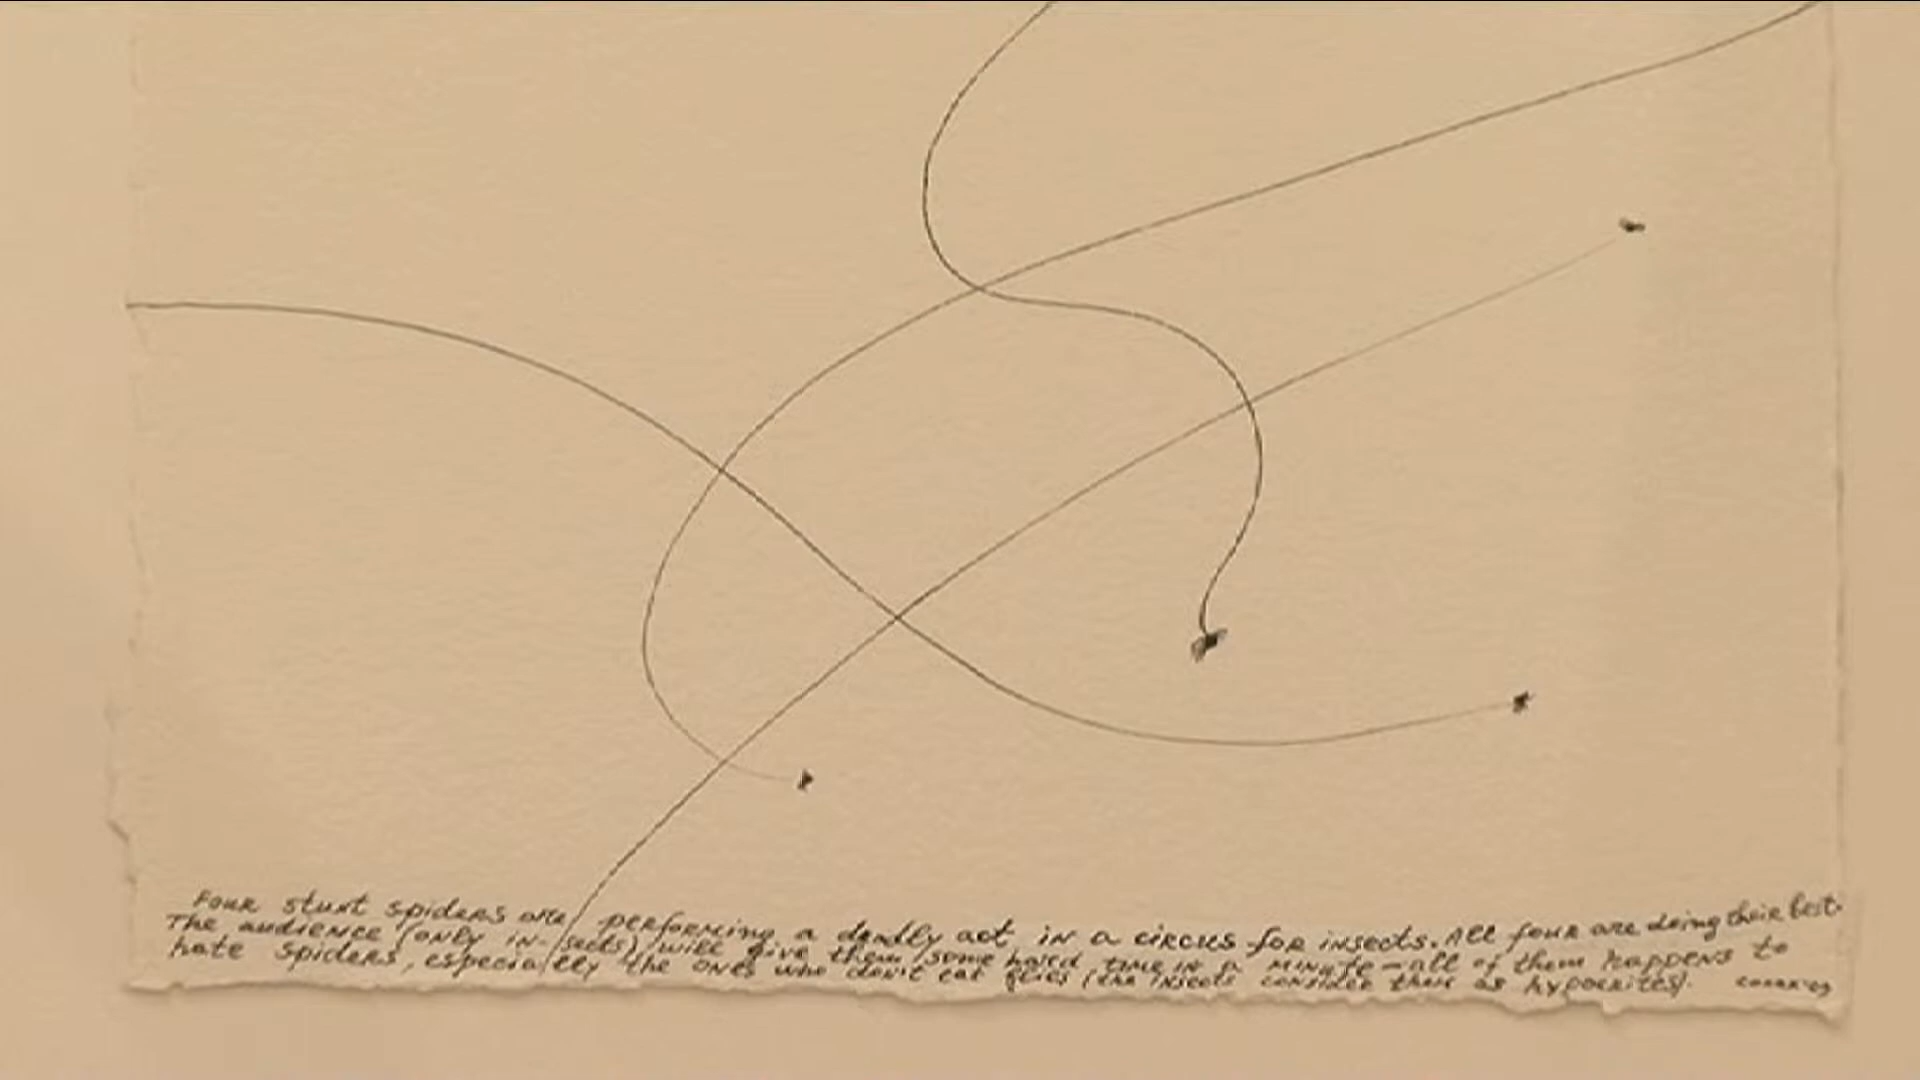 Four stunt spiders are performing a deadly act in a circus for insects. All four are doing their best.
The audience (only in-sects) will give them some hard time in a minute – all of them happens to
hate spiders, especially the ones who don't eat flies (the insects consider them as hypocrites).